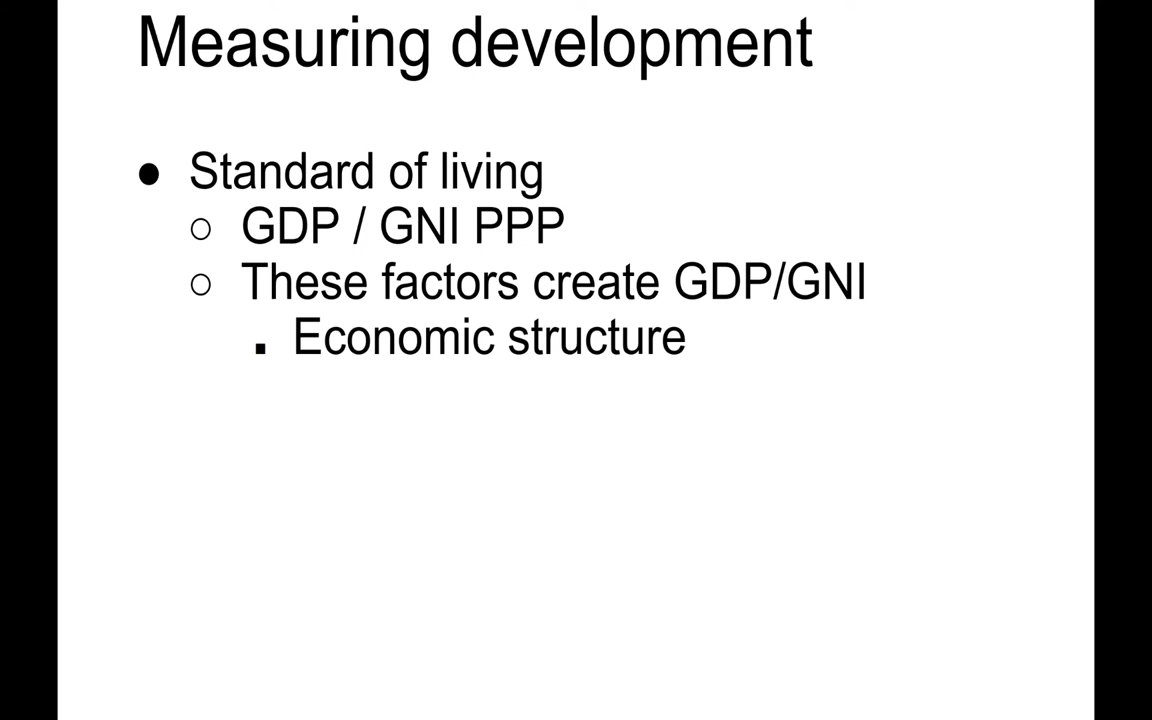 Measuring development
● Standard of living
○ GDP / GNI PPP
○ These factors create GDP/GNI
■ Economic structure